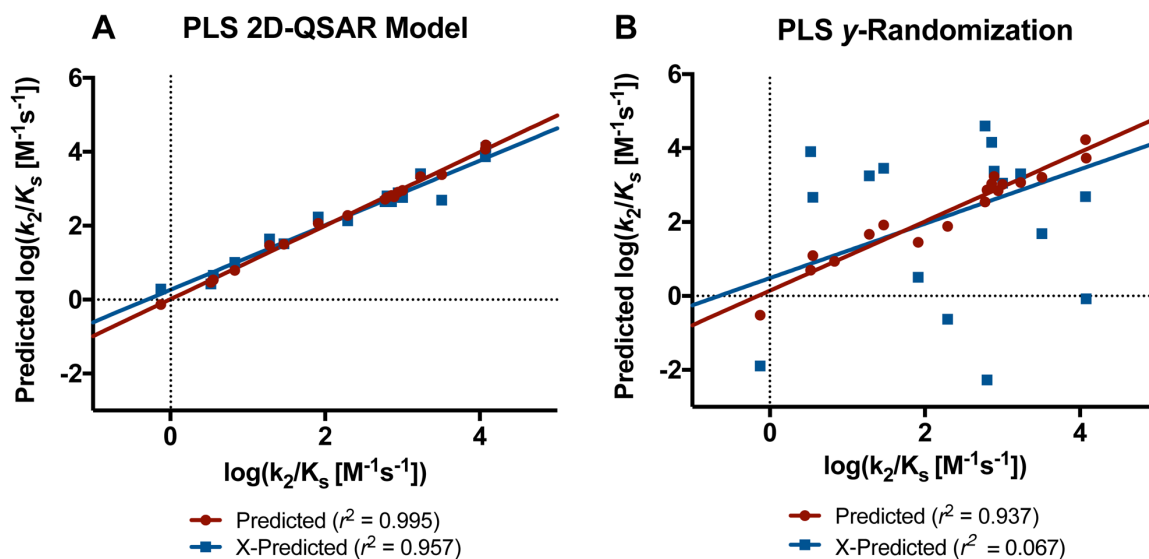 A PLS 2D-QSAR Model
Predicted log(k2/Ks [M-1s-1])
6
4
2
0
-2
0 2 4
log(k2/Ks [M-1s-1])
Predicted (r2 = 0.995)
X-Predicted (r2 = 0.957)
B PLS y-Randomization
Predicted log(k2/Ks [M-1s-1])
6
4
2
0
-2
0 2 4
log(k2/Ks [M-1s-1])
Predicted (r2 = 0.937)
X-Predicted (r2 = 0.067)